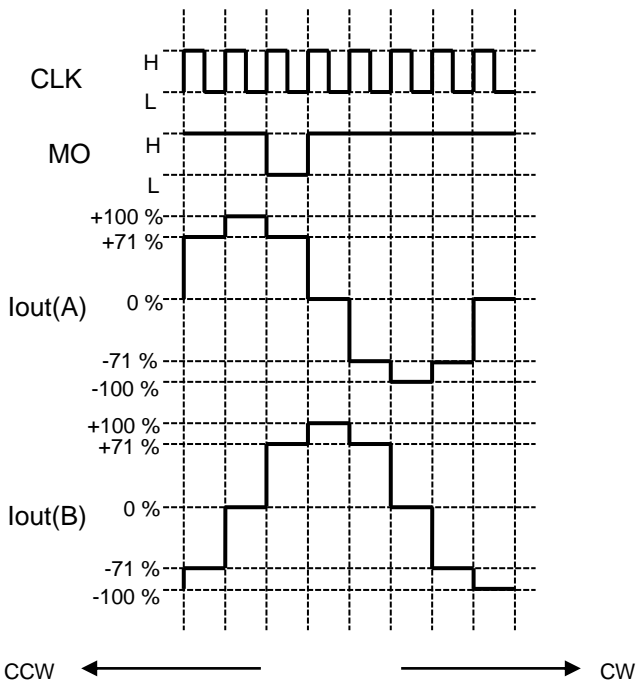 CLK
H
L
MO
H
L
+100 %
+71 %
Iout(A)
0 %
-71 %
-100 %
+100 %
+71 %
Iout(B)
0 %
-71 %
-100 %
CCW
CW